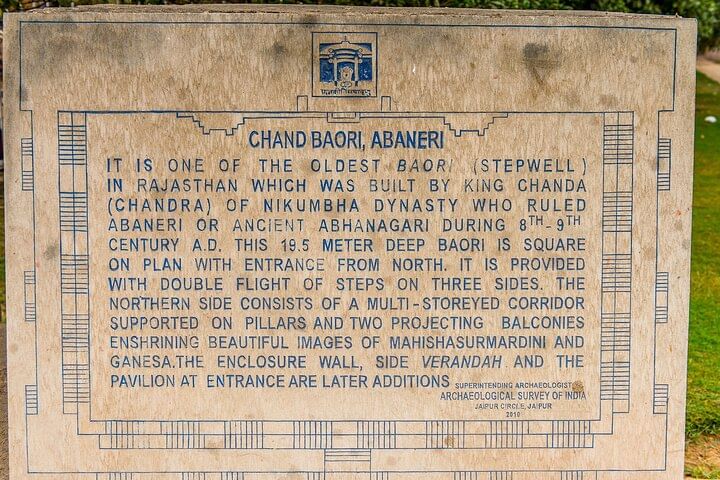 CHAND BAORI, ABANERI
IT IS ONE OF THE OLDEST BAORI (STEPWELL)
IN RAJASTHAN WHICH WAS BUILT BY KING CHANDA
(CHANDRA) OF NIKUMBHA DYNASTY WHO RULED
ABANERI OR ANCIENT ABHANAGARI DURING 8TH-9TH
CENTURY A.D. THIS 19.5 METER DEEP BAORI IS SQUARE
ON PLAN WITH ENTRANCE FROM NORTH. IT IS PROVIDED
WITH DOUBLE FLIGHT OF STEPS ON THREE SIDES. THE
NORTHERN SIDE CONSISTS OF A MULTI-STOREYED CORRIDOR
SUPPORTED ON PILLARS AND TWO PROJECTING BALCONIES
ENSHRINING BEAUTIFUL IMAGES OF MAHISHASURMARDINI AND
GANESA.THE ENCLOSURE WALL, SIDE VERANDAH AND THE
PAVILION AT ENTRANCE ARE LATER ADDITIONS
SUPERINTENDING ARCHAEOLOGIST
ARCHAEOLOGICAL SURVEY OF INDIA
JAIPUR CIRCLE, JAIPUR
2010